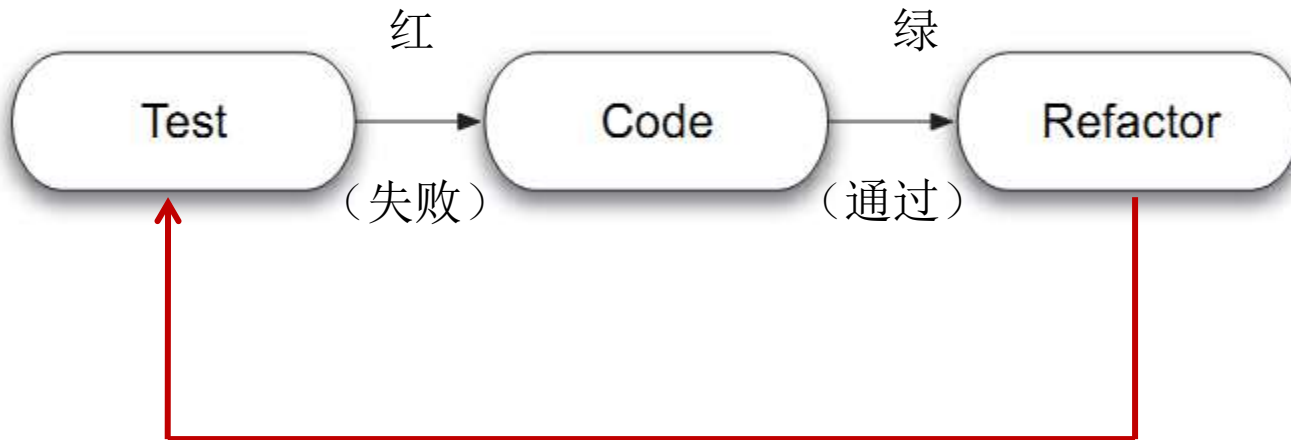 红
绿
Test
Code
Refactor
（失败）
（通过）